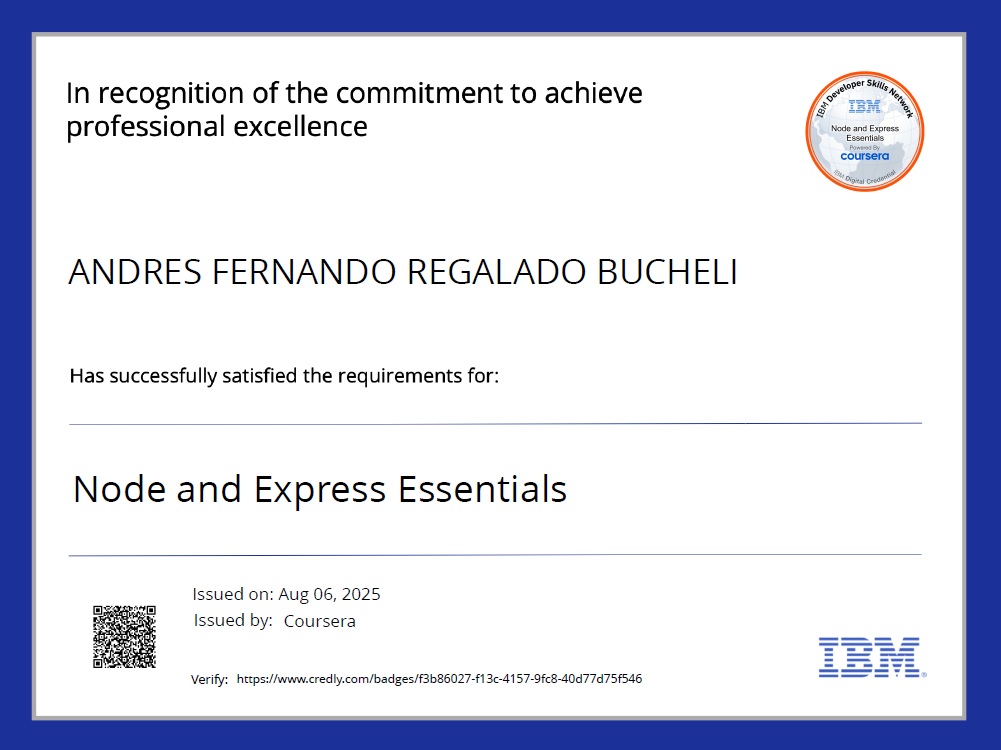 In recognition of the commitment to achieve
professional excellence
IBM Developer Skills Network
IBM
Node and Express
Essentials
Powered By
coursera
IBM Digital Credential
ANDRES FERNANDO REGALADO BUCHELI
Has successfully satisfied the requirements for:
Node and Express Essentials
Issued on: Aug 06, 2025
Issued by: Coursera
Verify: https://www.credly.com/badges/f3b86027-f13c-4157-9fc8-40d77d75f546
IBM®